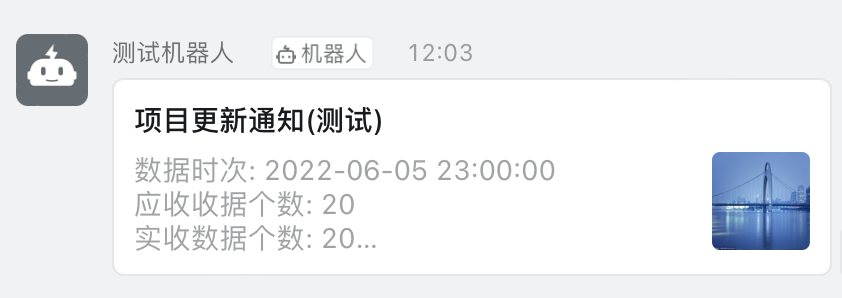 测试机器人 机器人 12:03
项目更新通知(测试)
数据时次: 2022-06-05 23:00:00
应收收据个数: 20
实收数据个数: 20...